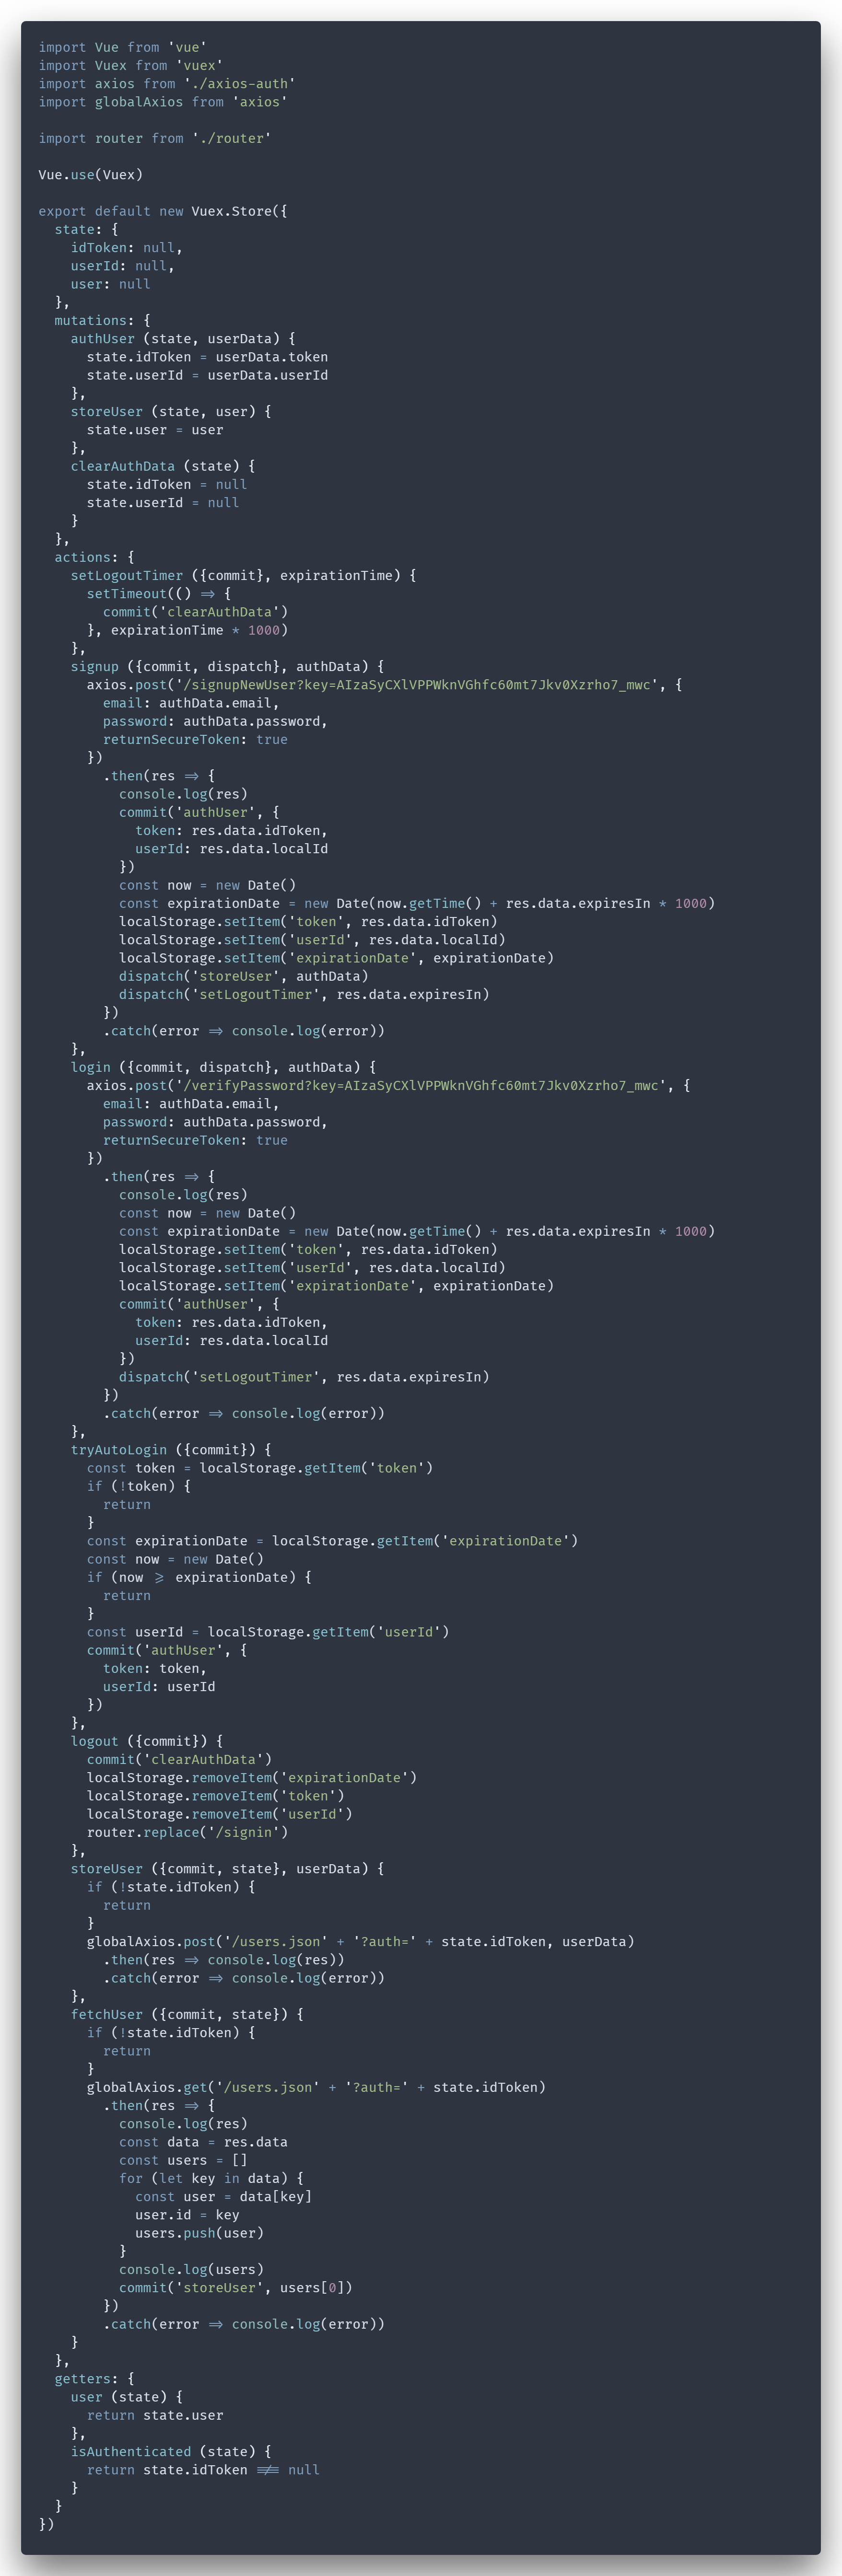 import Vue from 'vue'
import Vuex from 'vuex'
import axios from './axios-auth'
import globalAxios from 'axios'

import router from './router'

Vue.use(Vuex)

export default new Vuex.Store({
  state: {
    idToken: null,
    userId: null,
    user: null
  },
  mutations: {
    authUser (state, userData) {
      state.idToken = userData.token
      state.userId = userData.userId
    },
    storeUser (state, user) {
      state.user = user
    },
    clearAuthData (state) {
      state.idToken = null
      state.userId = null
    }
  },
  actions: {
    setLogoutTimer ({commit}, expirationTime) {
      setTimeout(() => {
        commit('clearAuthData')
      }, expirationTime * 1000)
    },
    signup ({commit, dispatch}, authData) {
      axios.post('/signupNewUser?key=AIzaSyCXlVPPWknVGhfc60mt7Jkv0Xzrho7_mwc', {
        email: authData.email,
        password: authData.password,
        returnSecureToken: true
      })
        .then(res => {
          console.log(res)
          commit('authUser', {
            token: res.data.idToken,
            userId: res.data.localId
          })
          const now = new Date()
          const expirationDate = new Date(now.getTime() + res.data.expiresIn * 1000)
          localStorage.setItem('token', res.data.idToken)
          localStorage.setItem('userId', res.data.localId)
          localStorage.setItem('expirationDate', expirationDate)
          dispatch('storeUser', authData)
          dispatch('setLogoutTimer', res.data.expiresIn)
        })
        .catch(error => console.log(error))
    },
    login ({commit, dispatch}, authData) {
      axios.post('/verifyPassword?key=AIzaSyCXlVPPWknVGhfc60mt7Jkv0Xzrho7_mwc', {
        email: authData.email,
        password: authData.password,
        returnSecureToken: true
      })
        .then(res => {
          console.log(res)
          const now = new Date()
          const expirationDate = new Date(now.getTime() + res.data.expiresIn * 1000)
          localStorage.setItem('token', res.data.idToken)
          localStorage.setItem('userId', res.data.localId)
          localStorage.setItem('expirationDate', expirationDate)
          commit('authUser', {
            token: res.data.idToken,
            userId: res.data.localId
          })
          dispatch('setLogoutTimer', res.data.expiresIn)
        })
        .catch(error => console.log(error))
    },
    tryAutoLogin ({commit}) {
      const token = localStorage.getItem('token')
      if (!token) {
        return
      }
      const expirationDate = localStorage.getItem('expirationDate')
      const now = new Date()
      if (now >= expirationDate) {
        return
      }
      const userId = localStorage.getItem('userId')
      commit('authUser', {
        token: token,
        userId: userId
      })
    },
    logout ({commit}) {
      commit('clearAuthData')
      localStorage.removeItem('expirationDate')
      localStorage.removeItem('token')
      localStorage.removeItem('userId')
      router.replace('/signin')
    },
    storeUser ({commit, state}, userData) {
      if (!state.idToken) {
        return
      }
      globalAxios.post('/users.json' + '?auth=' + state.idToken, userData)
        .then(res => console.log(res))
        .catch(error => console.log(error))
    },
    fetchUser ({commit, state}) {
      if (!state.idToken) {
        return
      }
      globalAxios.get('/users.json' + '?auth=' + state.idToken)
        .then(res => {
          console.log(res)
          const data = res.data
          const users = []
          for (let key in data) {
            const user = data[key]
            user.id = key
            users.push(user)
          }
          console.log(users)
          commit('storeUser', users[0])
        })
        .catch(error => console.log(error))
    }
  },
  getters: {
    user (state) {
      return state.user
    },
    isAuthenticated (state) {
      return state.idToken !== null
    }
  }
})